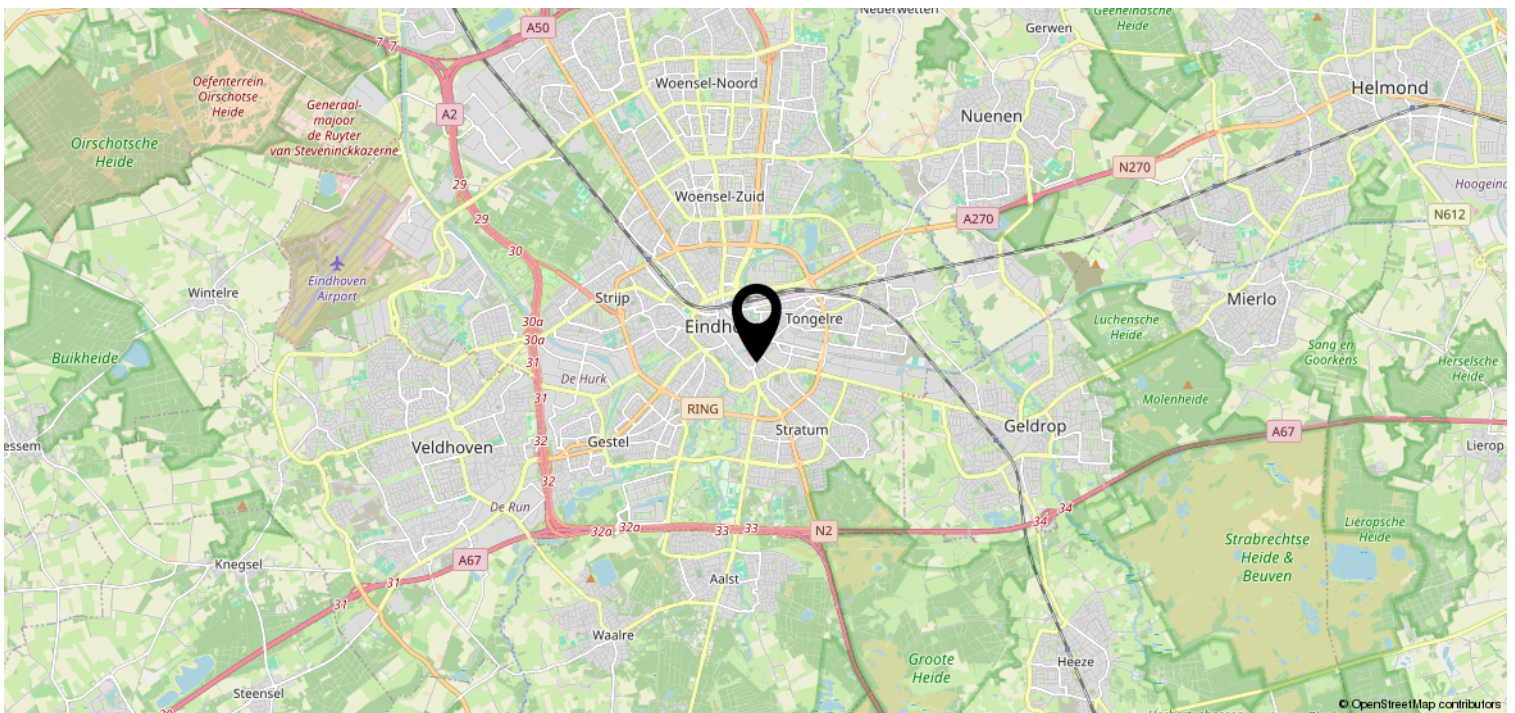 Nederwetten
Geeneindsche
Heide
A50
Gerwen
7
7
Oefenterrein
Oirschotse
Heide
Woensel-Noord
Helmond
Generaal-
majoor
de Ruyter
van Steveninckkazerne
A2
Nuenen
Oirschotsche
Heide
N270
29
Woensel-Zuid
Hoogeind
29
A270
N612
30
Eindhoven
Airport
Wintelre
Strijp
Mierlo
30a
Eindho
Tongelre
Luchensche
Heide
30a
Buikheide
31
Sang en
Goorkens
Herselsche
Heide
De Hurk
31
Molenheide
RING
Geldrop
Stratum
A67
32
Gestel
essem
Veldhoven
Lierop
32
De Run
34
34
32a
32a
33
33
N2
Lieropsche
Heide
Strabrechtse
Heide &
Beuven
A67
Knegsel
Aalst
31
31
Waalre
Groote
Heide
Heeze
Steensel
© OpenStreetMap contributors